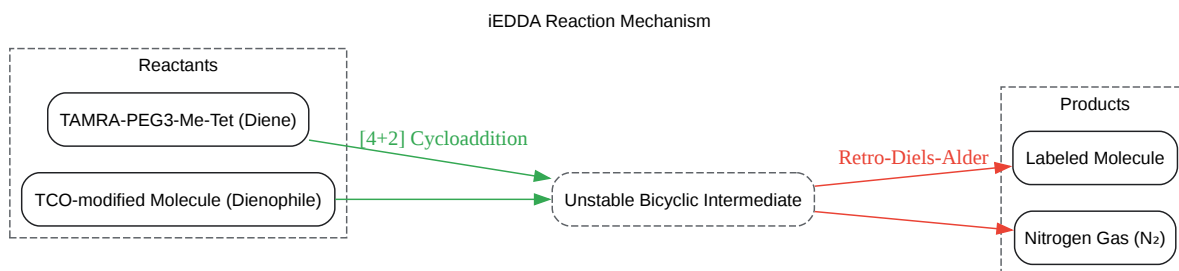 iEDDA Reaction Mechanism
Reactants
TAMRA-PEG3-Me-Tet (Diene)
TCO-modified Molecule (Dienophile)
[4+2] Cycloaddition
Unstable Bicyclic Intermediate
Retro-Diels-Alder
Products
Labeled Molecule
Nitrogen Gas (N₂)